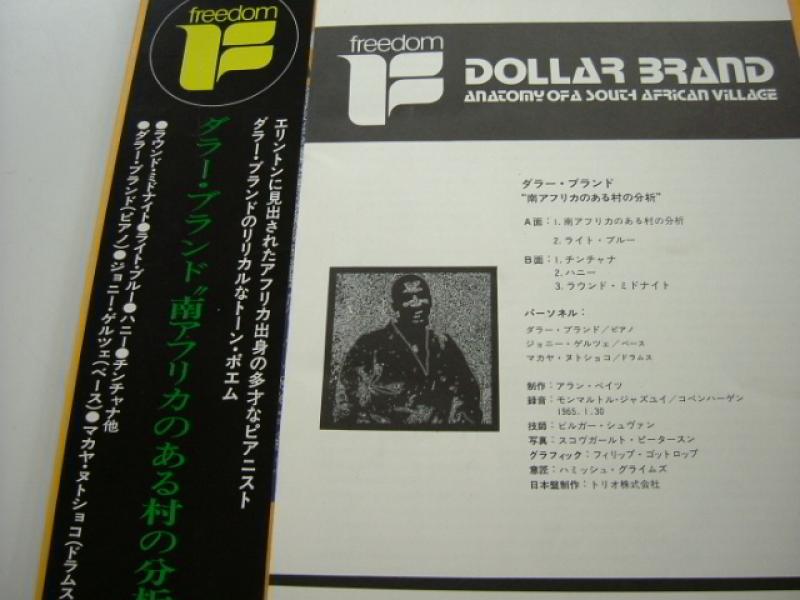 freedom
エリントンに見出されたアフリカ出身の多才なピアニスト
ダラー・ブランドのリリカルなトーン・ポエム
ダラー・ブランド〝南アフリカのある村の分析
●ラウンド・ミドナイト●ライト・ブルー●ハニー●チンチャナ他
●ダラー・ブランド(ピアノ)●ジョニー・ゲルツェ(ベース)●マカヤ・ヌトショコ(ドラムス
freedom
DOLLAR BRAND
ANATOMY OF A SOUTH AFRICAN VILLAGE
ダラー・ブランド
"南アフリカのある村の分析"
A面:1. 南アフリカのある村の分析
2. ライト・ブルー
B面:1. チンチャナ
2. ハニー
3. ラウンド・ミドナイト
パーソネル:
ダラー・ブランド/ピアノ
ジョニー・ゲルツェ/ベース
マカヤ・ヌトショコ/ドラムス
制作:アラン・ベイツ
録音:モンマルトル・ジャズユイ/コペンハーゲン
1965.1.30
技師:ビルガー・シュヴァン
写真:スコヴガールト・ピータースン
グラフィック:フィリップ・ゴットロップ
意匠:ハミッシュ・グライムズ
日本盤制作:トリオ株式会社